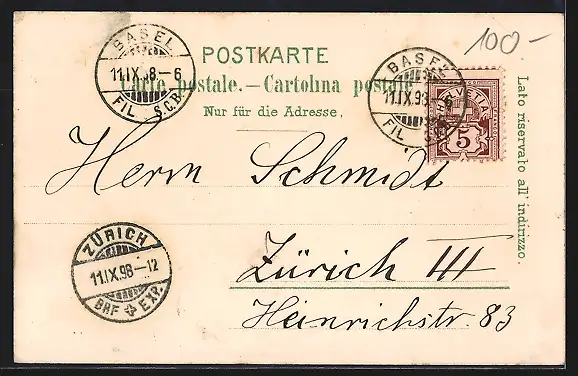 100-
POSTKARTE
Carte postale. — Cartolina postale
Nur für die Adresse.
Lato riservato all' indirizzo.
BASEL
11.IX.98.-6
FIL. S.C.B.
BASEL
11.IX.98.-6
FIL. S.C.B.
HELVETIA
5
Herrn Schmidt
ZÜRICH
11.IX.98-12
BRF EXP.
Zürich III
Heinrichstr. 83